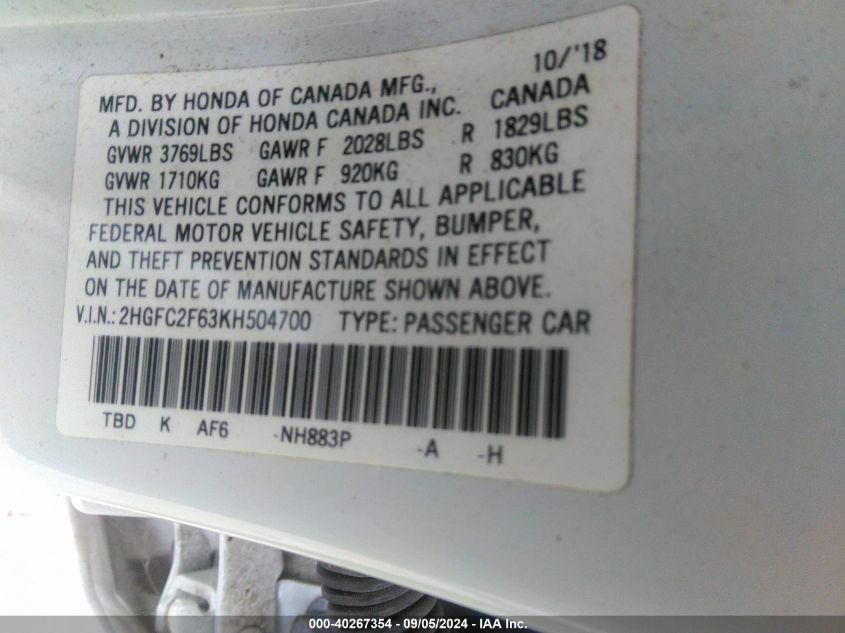 10/'18
MFD. BY HONDA OF CANADA MFG., CANADA
A DIVISION OF HONDA CANADA INC.
GVWR 3769LBS GAWR F 2028LBS R 1829LBS
GVWR 1710KG GAWR F 920KG R 830KG
THIS VEHICLE CONFORMS TO ALL APPLICABLE
FEDERAL MOTOR VEHICLE SAFETY, BUMPER,
AND THEFT PREVENTION STANDARDS IN EFFECT
ON THE DATE OF MANUFACTURE SHOWN ABOVE.
V.I.N.: 2HGFC2F63KH504700 TYPE: PASSENGER CAR
TBD K AF6 -NH883P -A -H
000-40267354 - 09/05/2024 - IAA Inc.